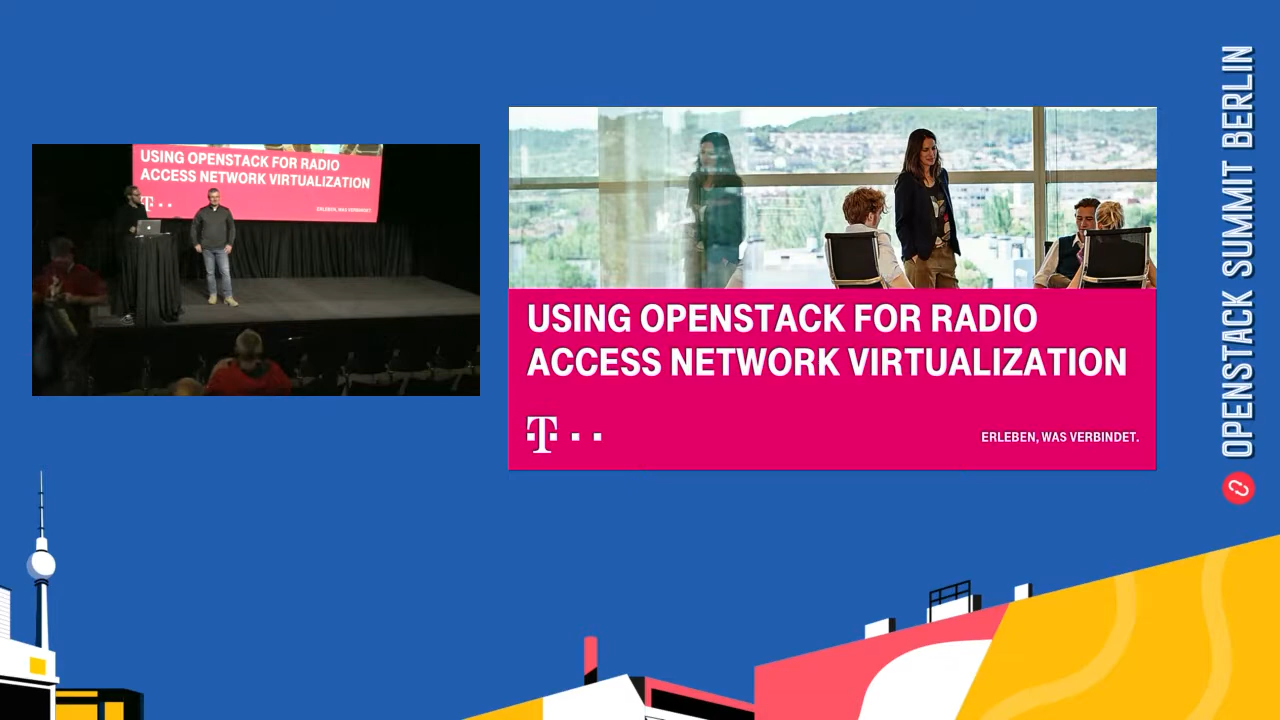 USING OPENSTACK FOR RADIO
ACCESS NETWORK VIRTUALIZATION
T
ERLEBEN, WAS VERBINDET.
USING OPENSTACK FOR RADIO
ACCESS NETWORK VIRTUALIZATION
T
ERLEBEN, WAS VERBINDET.
OPENSTACK SUMMIT BERLIN